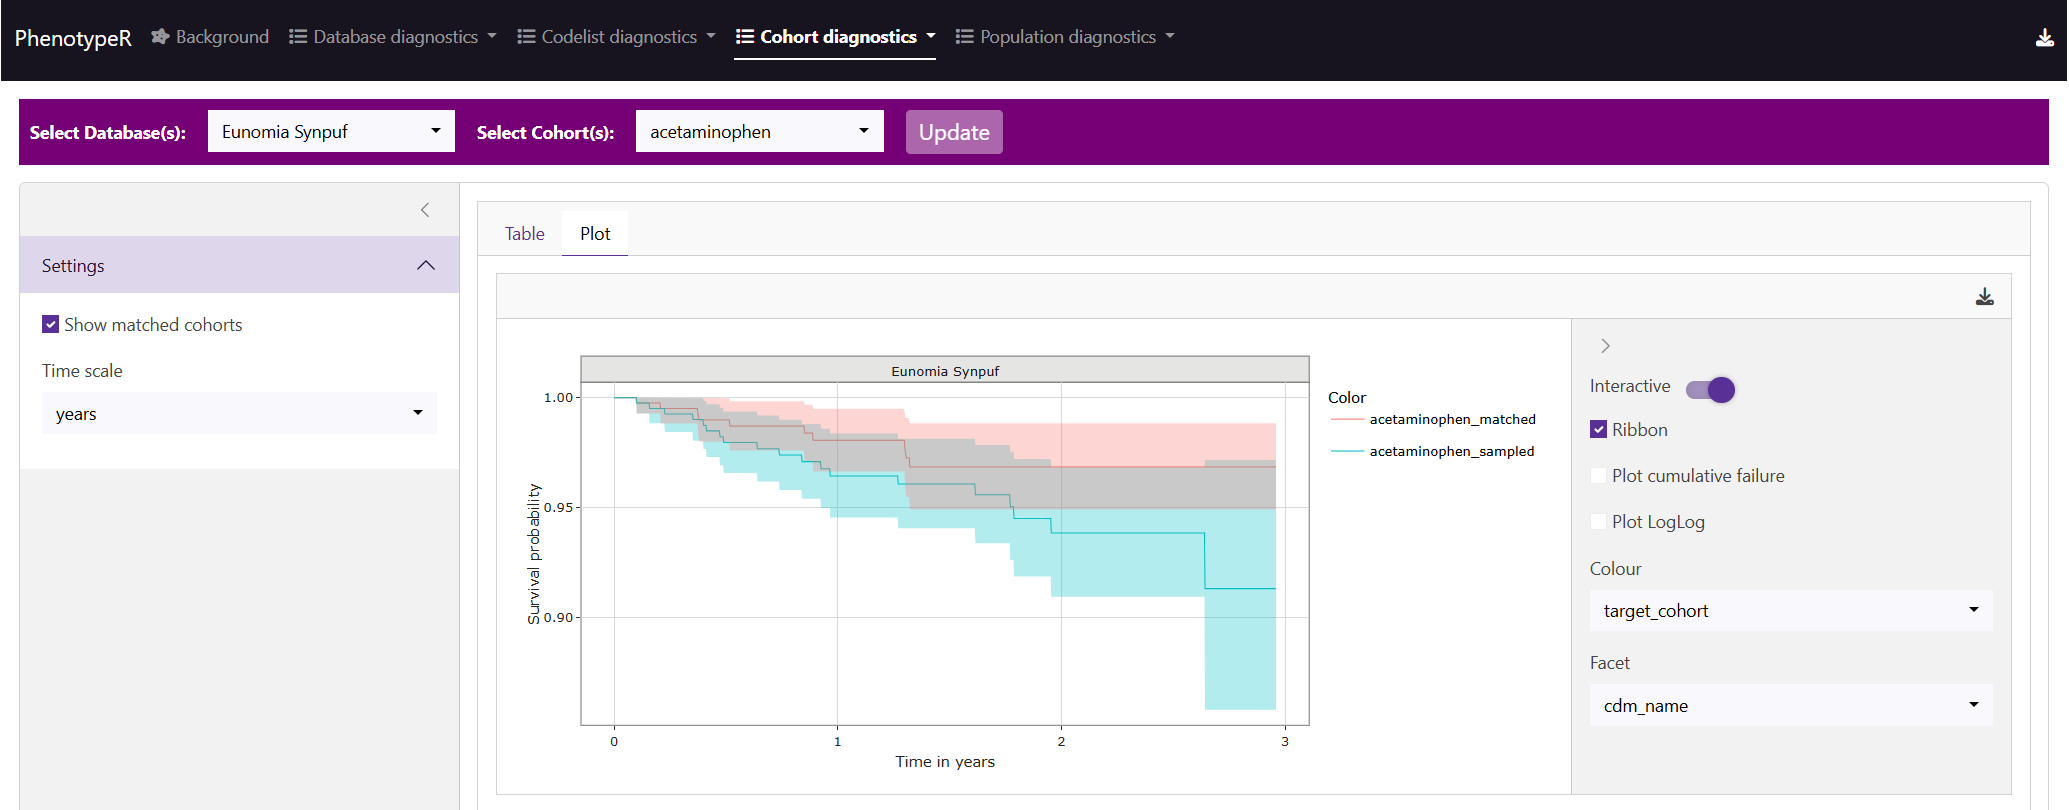 PhenotypeR Background Database diagnostics Codelist diagnostics Cohort diagnostics Population diagnostics
Select Database(s): Eunomia Synpuf Select Cohort(s): acetaminophen Update
Settings
Show matched cohorts
Time scale
years
Table Plot
Eunomia Synpuf
1.00
0.95
0.90
Survival probability
0 1 2 3
Time in years
Color
acetaminophen_matched
acetaminophen_sampled
Interactive
Ribbon
Plot cumulative failure
Plot LogLog
Colour
target_cohort
Facet
cdm_name